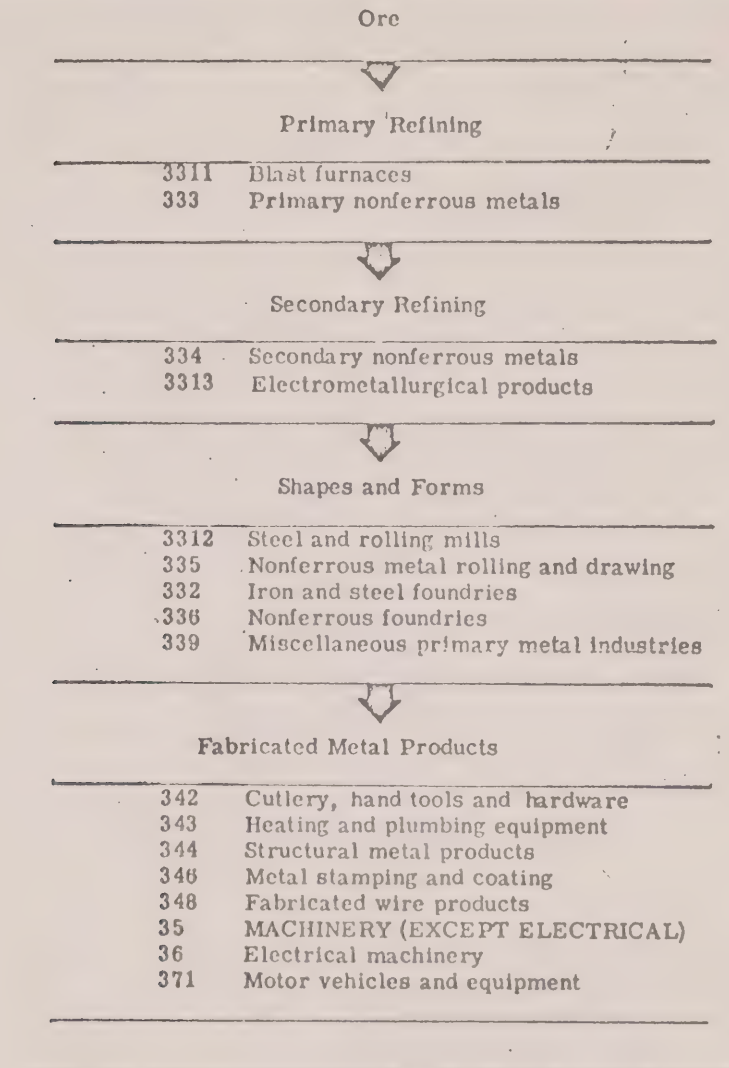 Ore
Primary Refining
3311 Blast furnaces
333 Primary nonferrous metals
Secondary Refining
334 Secondary nonferrous metals
3313 Electrometallurgical products
Shapes and Forms
3312 Steel and rolling mills
335 Nonferrous metal rolling and drawing
332 Iron and steel foundries
336 Nonferrous foundries
339 Miscellaneous primary metal industries
Fabricated Metal Products
342 Cutlery, hand tools and hardware
343 Heating and plumbing equipment
344 Structural metal products
346 Metal stamping and coating
348 Fabricated wire products
35 MACHINERY (EXCEPT ELECTRICAL)
36 Electrical machinery
371 Motor vehicles and equipment